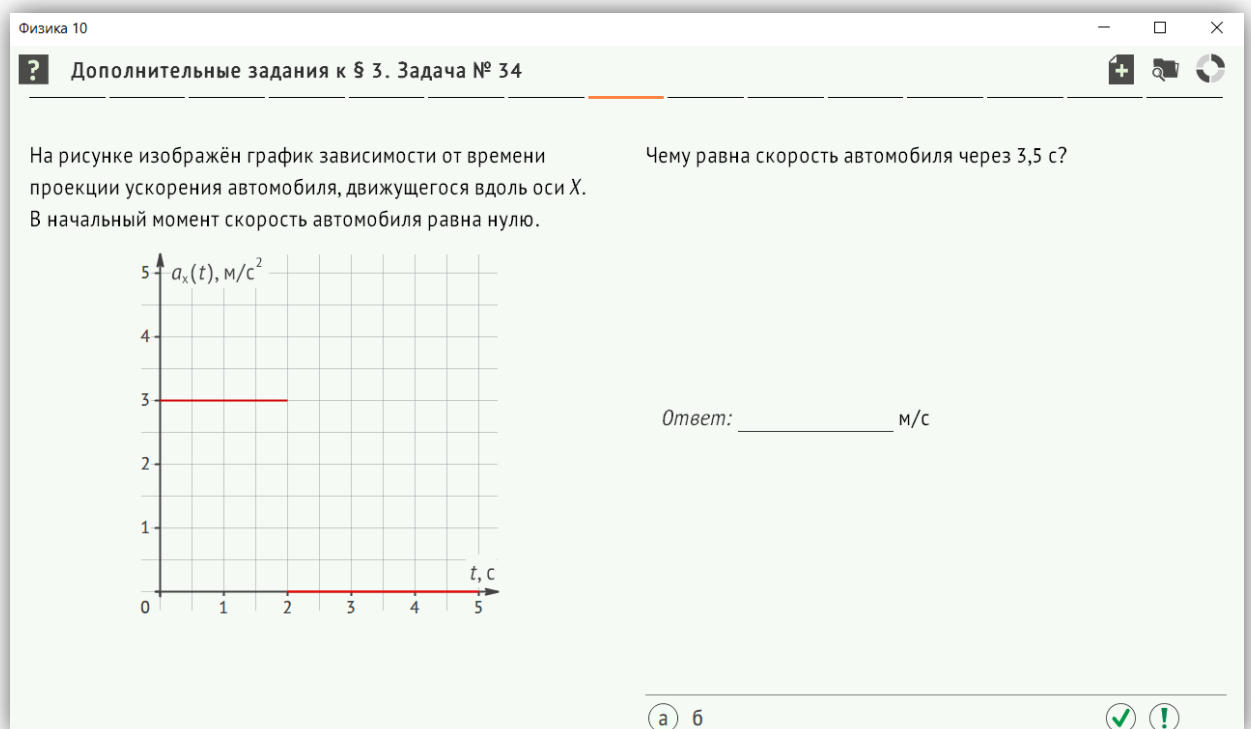 Физика 10
? Дополнительные задания к § 3. Задача № 34
На рисунке изображён график зависимости от времени
проекции ускорения автомобиля, движущегося вдоль оси X.
В начальный момент скорость автомобиля равна нулю.
5 aₓ(t), м/с²
4
3
2
1
t, с
0 1 2 3 4 5
Чему равна скорость автомобиля через 3,5 с?
Ответ: м/с
а б